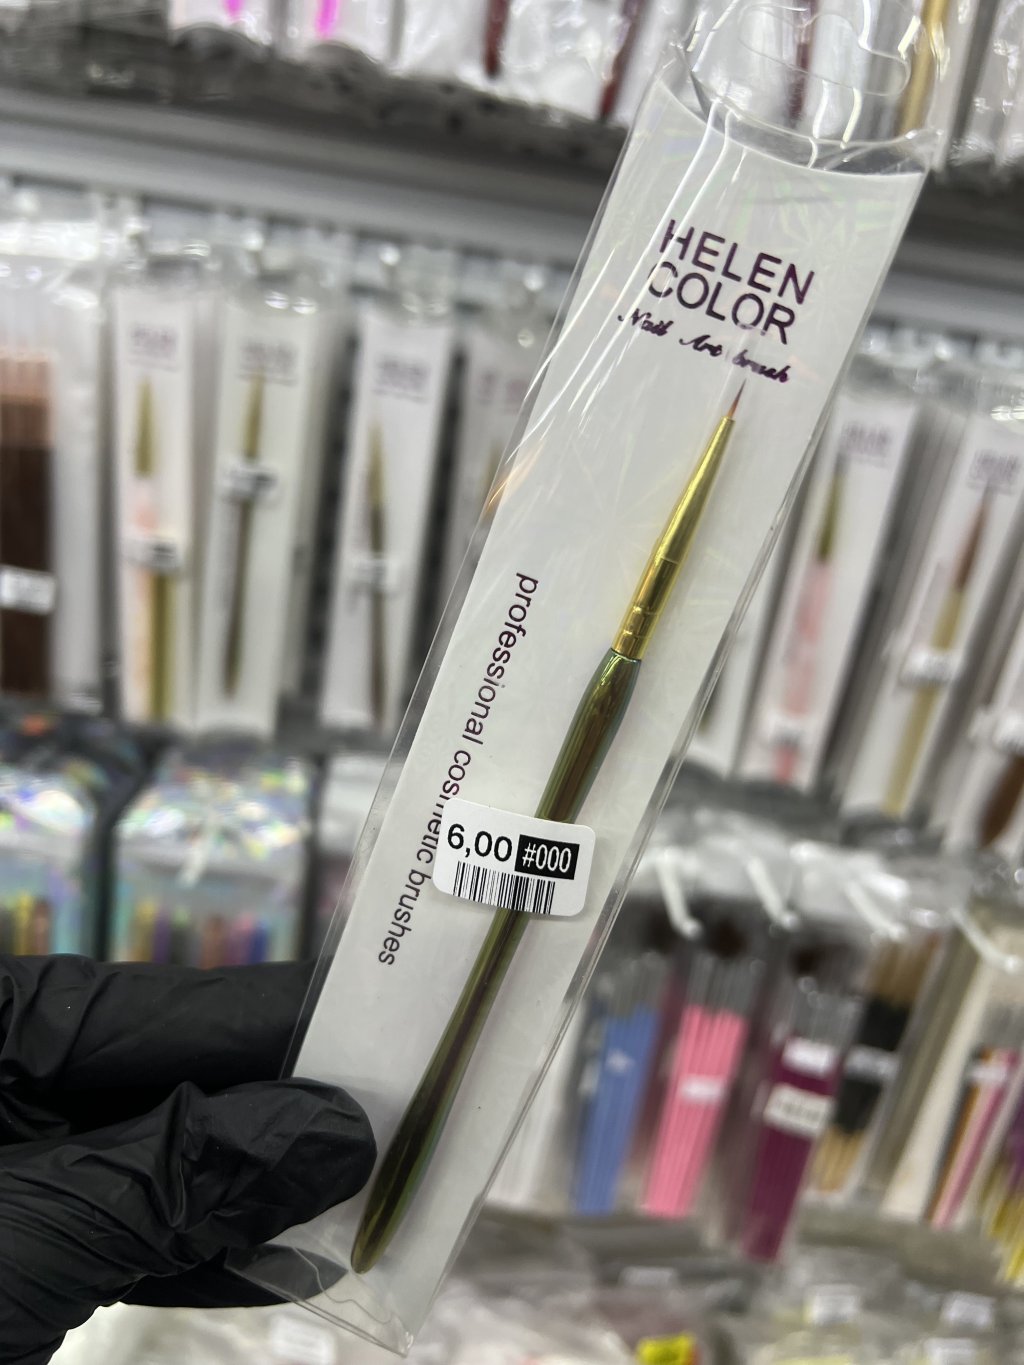 HELEN
COLOR
Nail Art brush
professional cosmetic brushes
6,00 #000